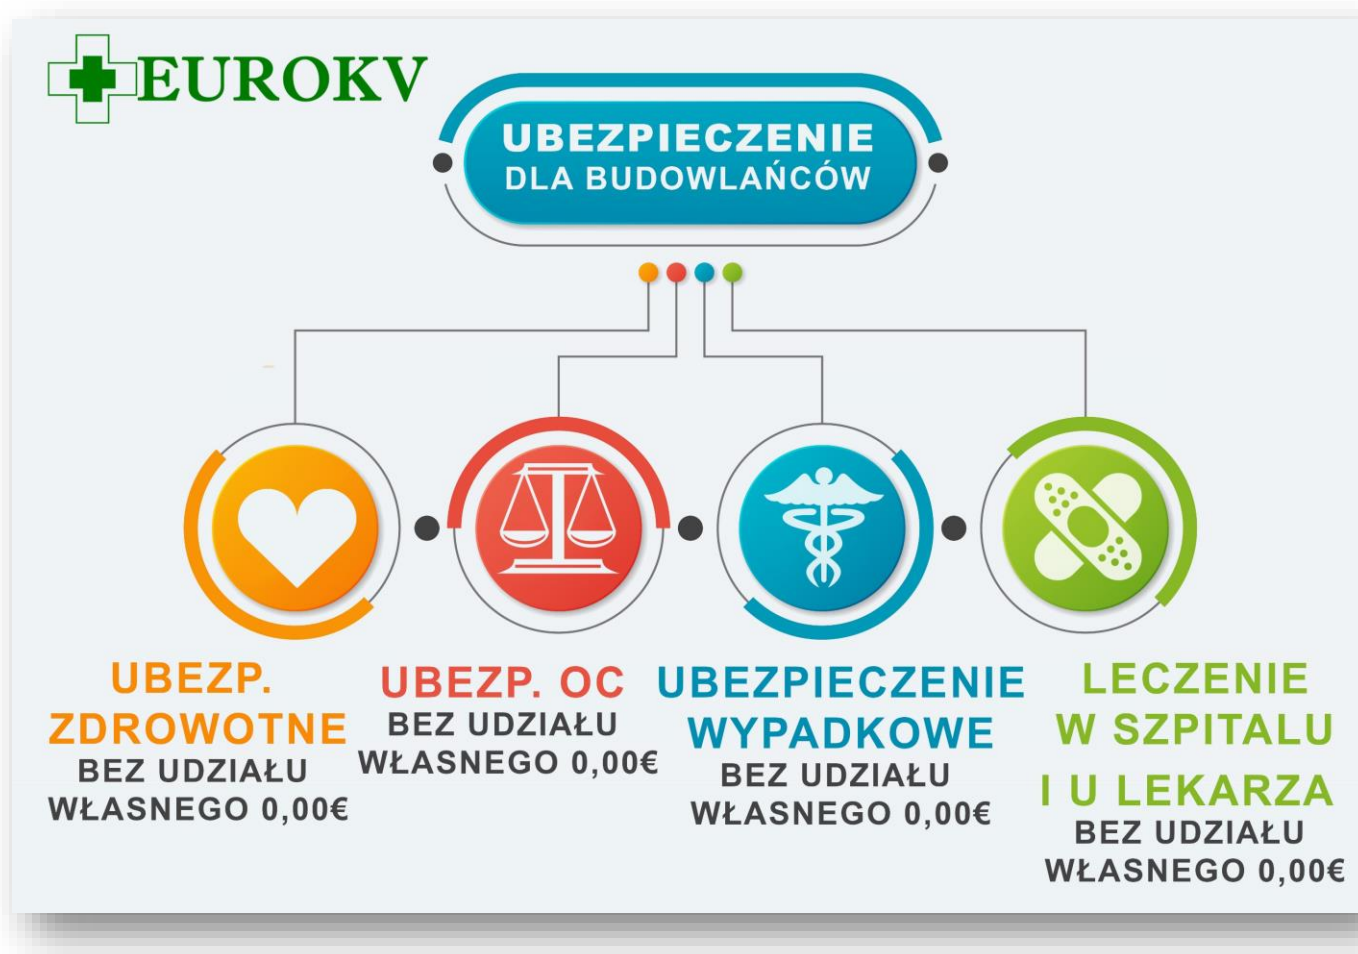 EUROKV
UBEZPIECZENIE
DLA BUDOWLAŃCÓW
UBEZP.
ZDROWOTNE
BEZ UDZIAŁU
WŁASNEGO 0,00€
UBEZP. OC
BEZ UDZIAŁU
WŁASNEGO 0,00€
UBEZPIECZENIE
WYPADKOWE
BEZ UDZIAŁU
WŁASNEGO 0,00€
LECZENIE
W SZPITALU
I U LEKARZA
BEZ UDZIAŁU
WŁASNEGO 0,00€